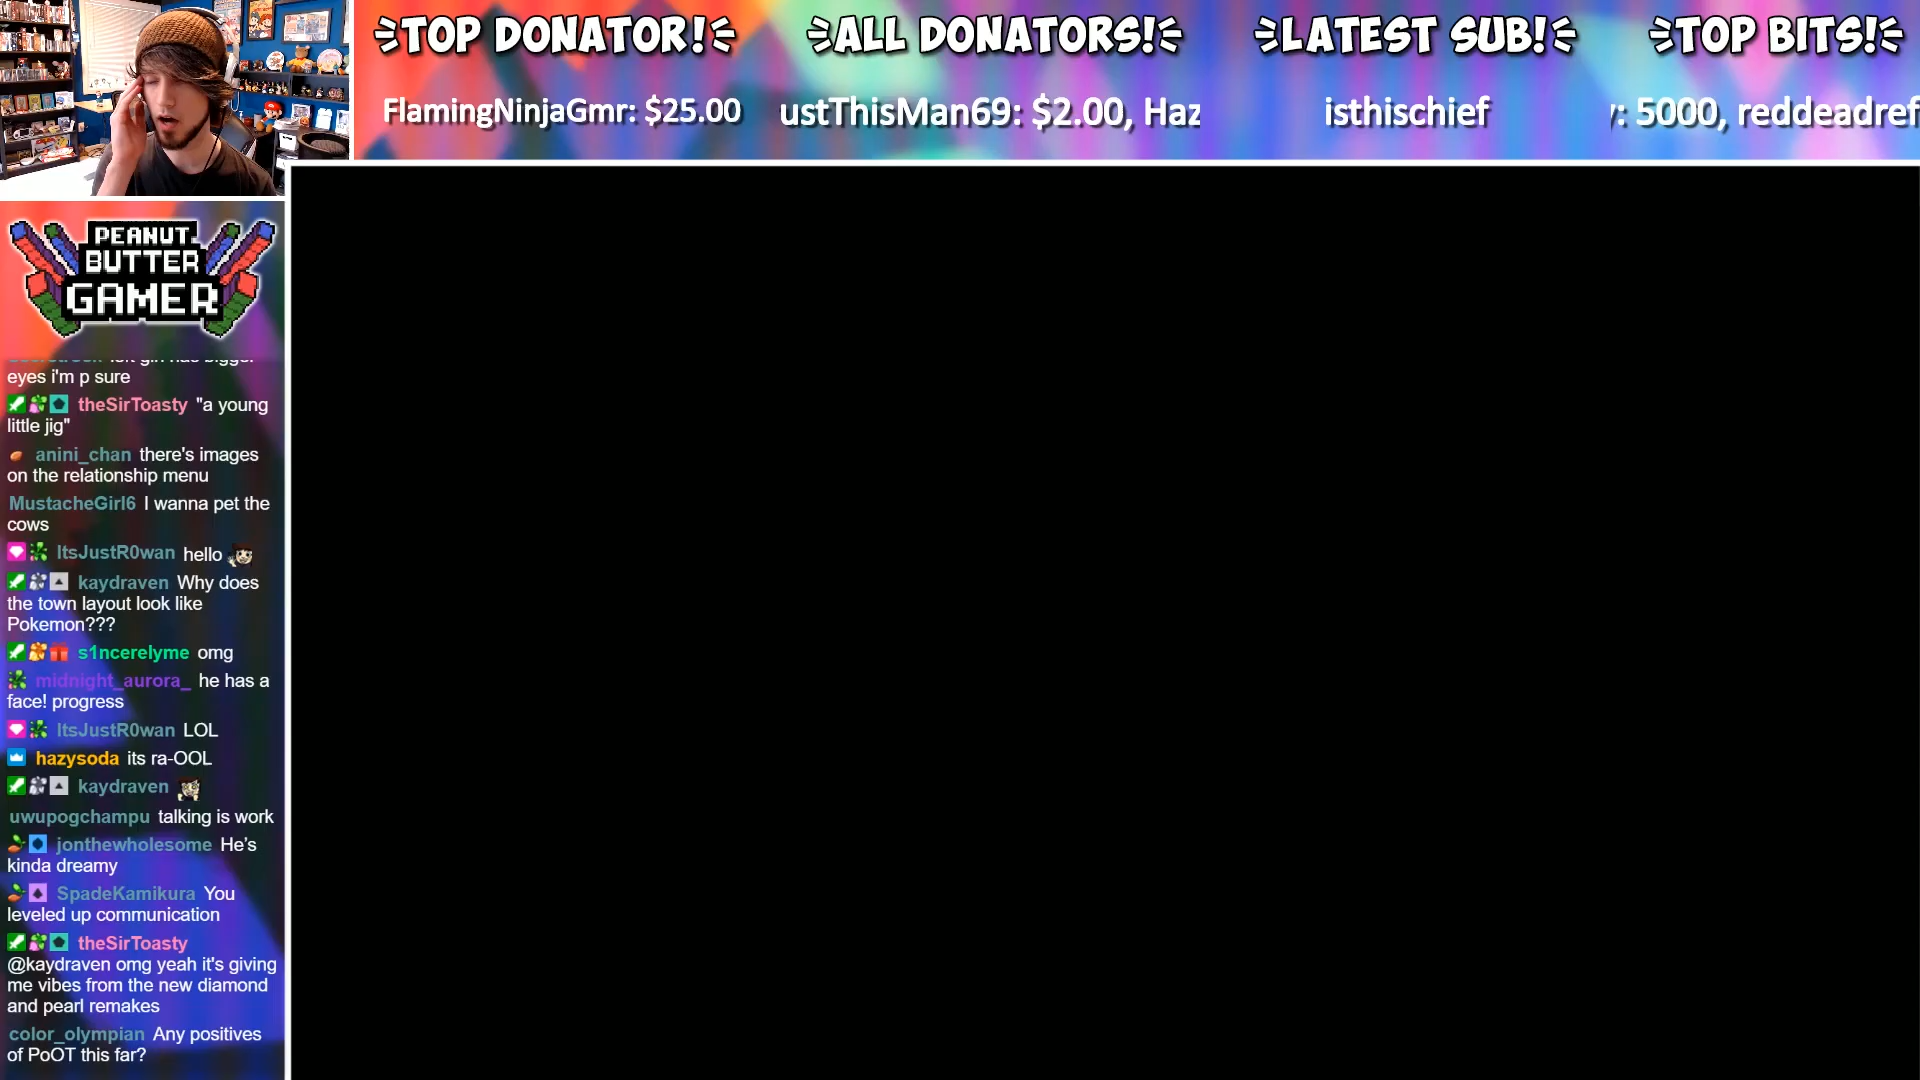 TOP DONATOR!
ALL DONATORS!
LATEST SUB!
TOP BITS!
FlamingNinjaGmr: $25.00
ustThisMan69: $2.00, Haz
isthischief
: 5000, reddeadref
PEANUT
BUTTER
GAMER
eyes i'm p sure
theSirToasty "a young
little jig"
anini_chan there's images
on the relationship menu
MustacheGirl6 I wanna pet the
cows
ItsJustR0wan hello
kaydraven Why does
the town layout look like
Pokemon???
s1ncerelyme omg
midnight_aurora_ he has a
face! progress
ItsJustR0wan LOL
hazysoda its ra-OOL
kaydraven
uwupogchampu talking is work
jonthewholesome He's
kinda dreamy
SpadeKamikura You
leveled up communication
theSirToasty
@kaydraven omg yeah it's giving
me vibes from the new diamond
and pearl remakes
color_olympian Any positives
of PoOT this far?